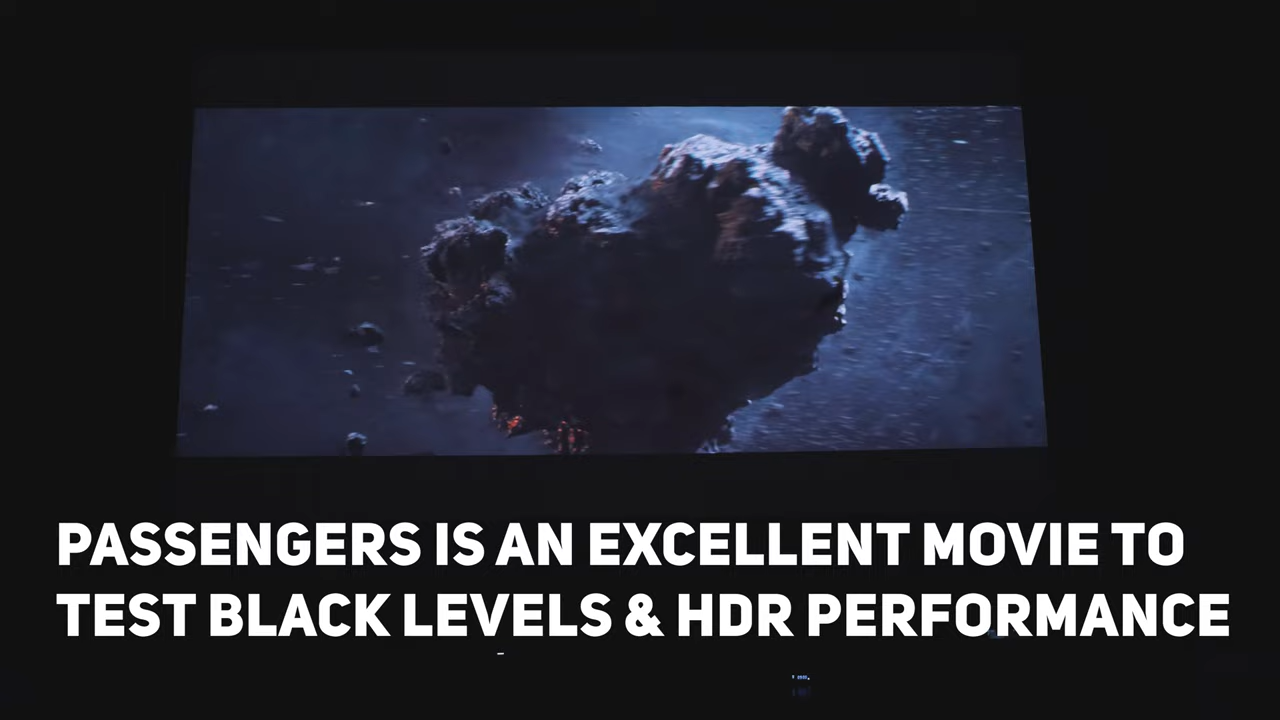 PASSENGERS IS AN EXCELLENT MOVIE TO
TEST BLACK LEVELS & HDR PERFORMANCE